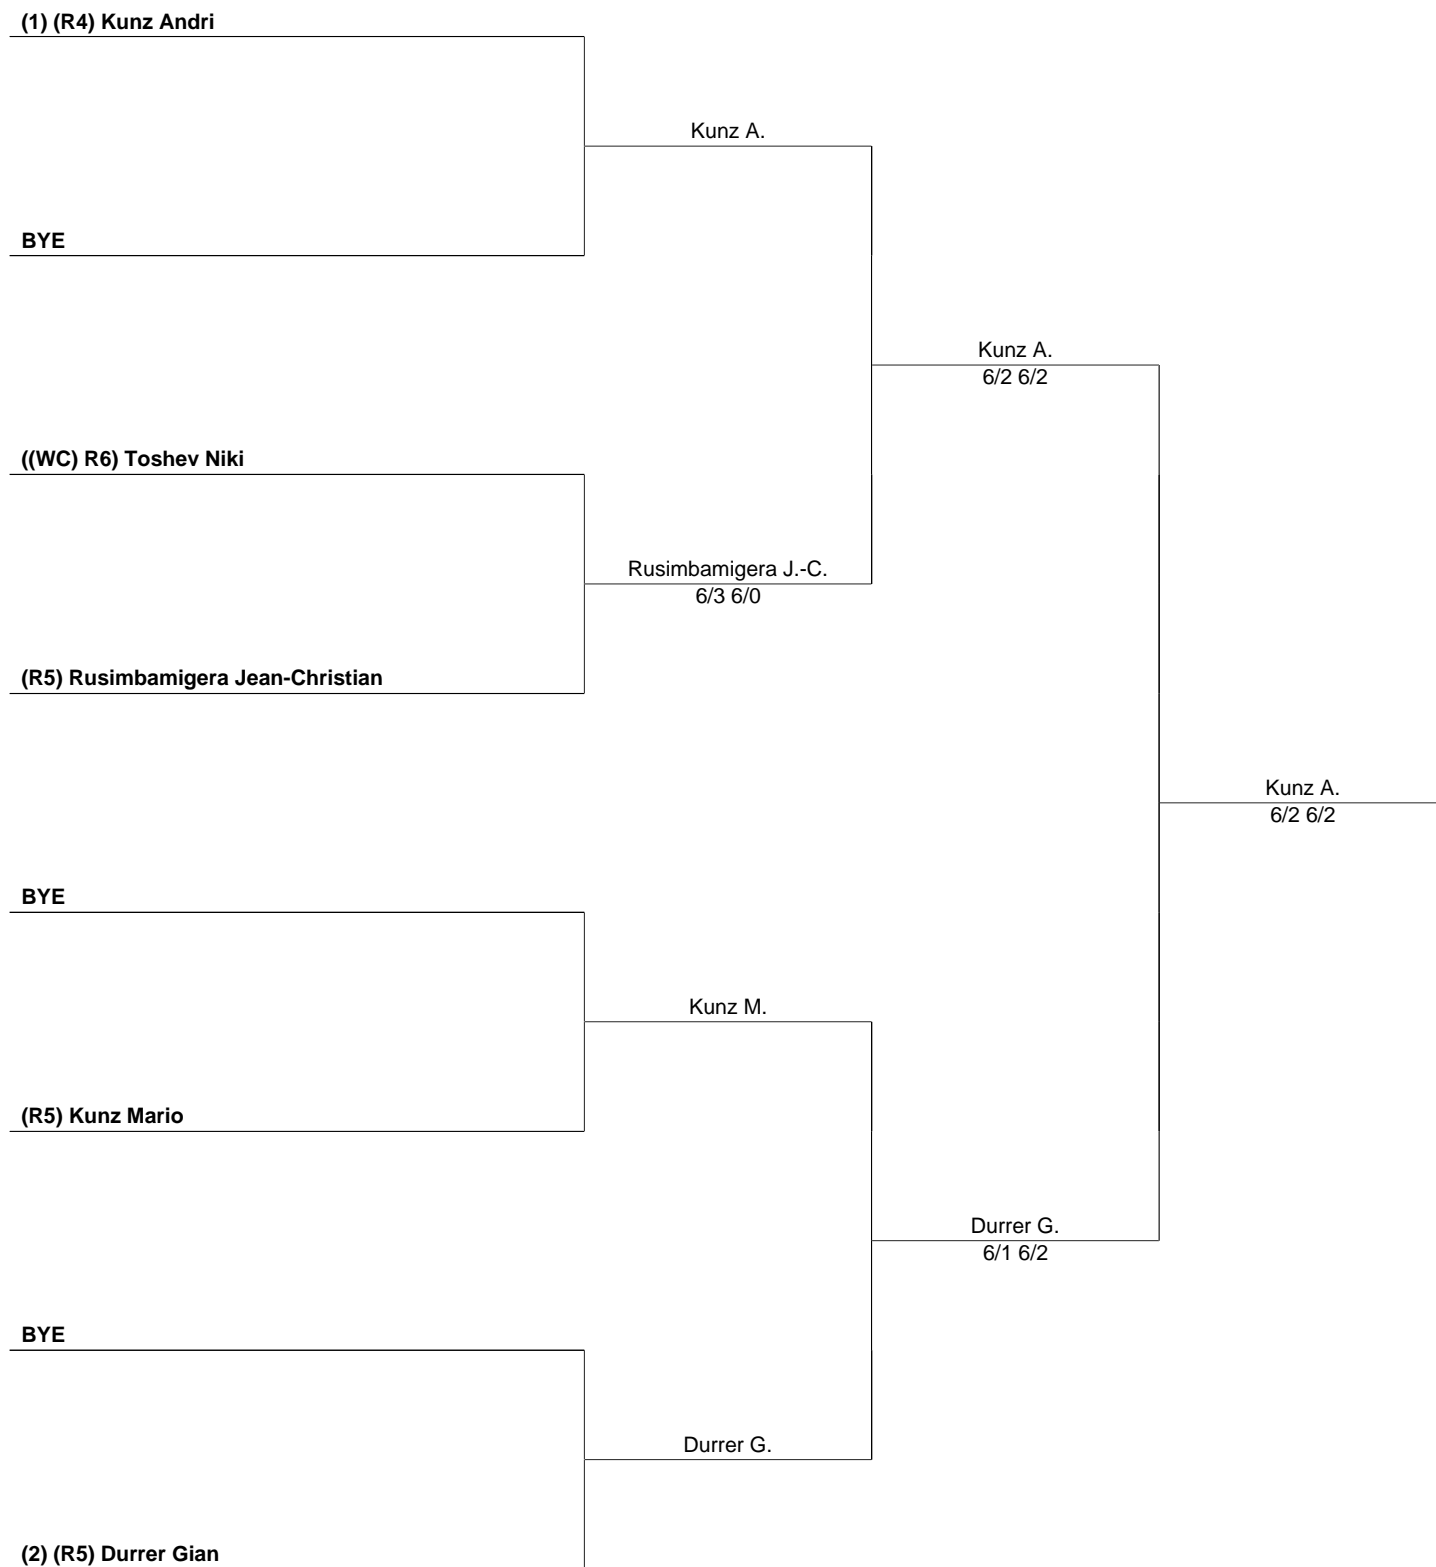 (1) (R4) Kunz Andri
Kunz A.
BYE
Kunz A.
6/2 6/2
((WC) R6) Toshev Niki
Rusimbamigera J.-C.
6/3 6/0
(R5) Rusimbamigera Jean-Christian
Kunz A.
6/2 6/2
BYE
Kunz M.
(R5) Kunz Mario
Durrer G.
6/1 6/2
BYE
Durrer G.
(2) (R5) Durrer Gian